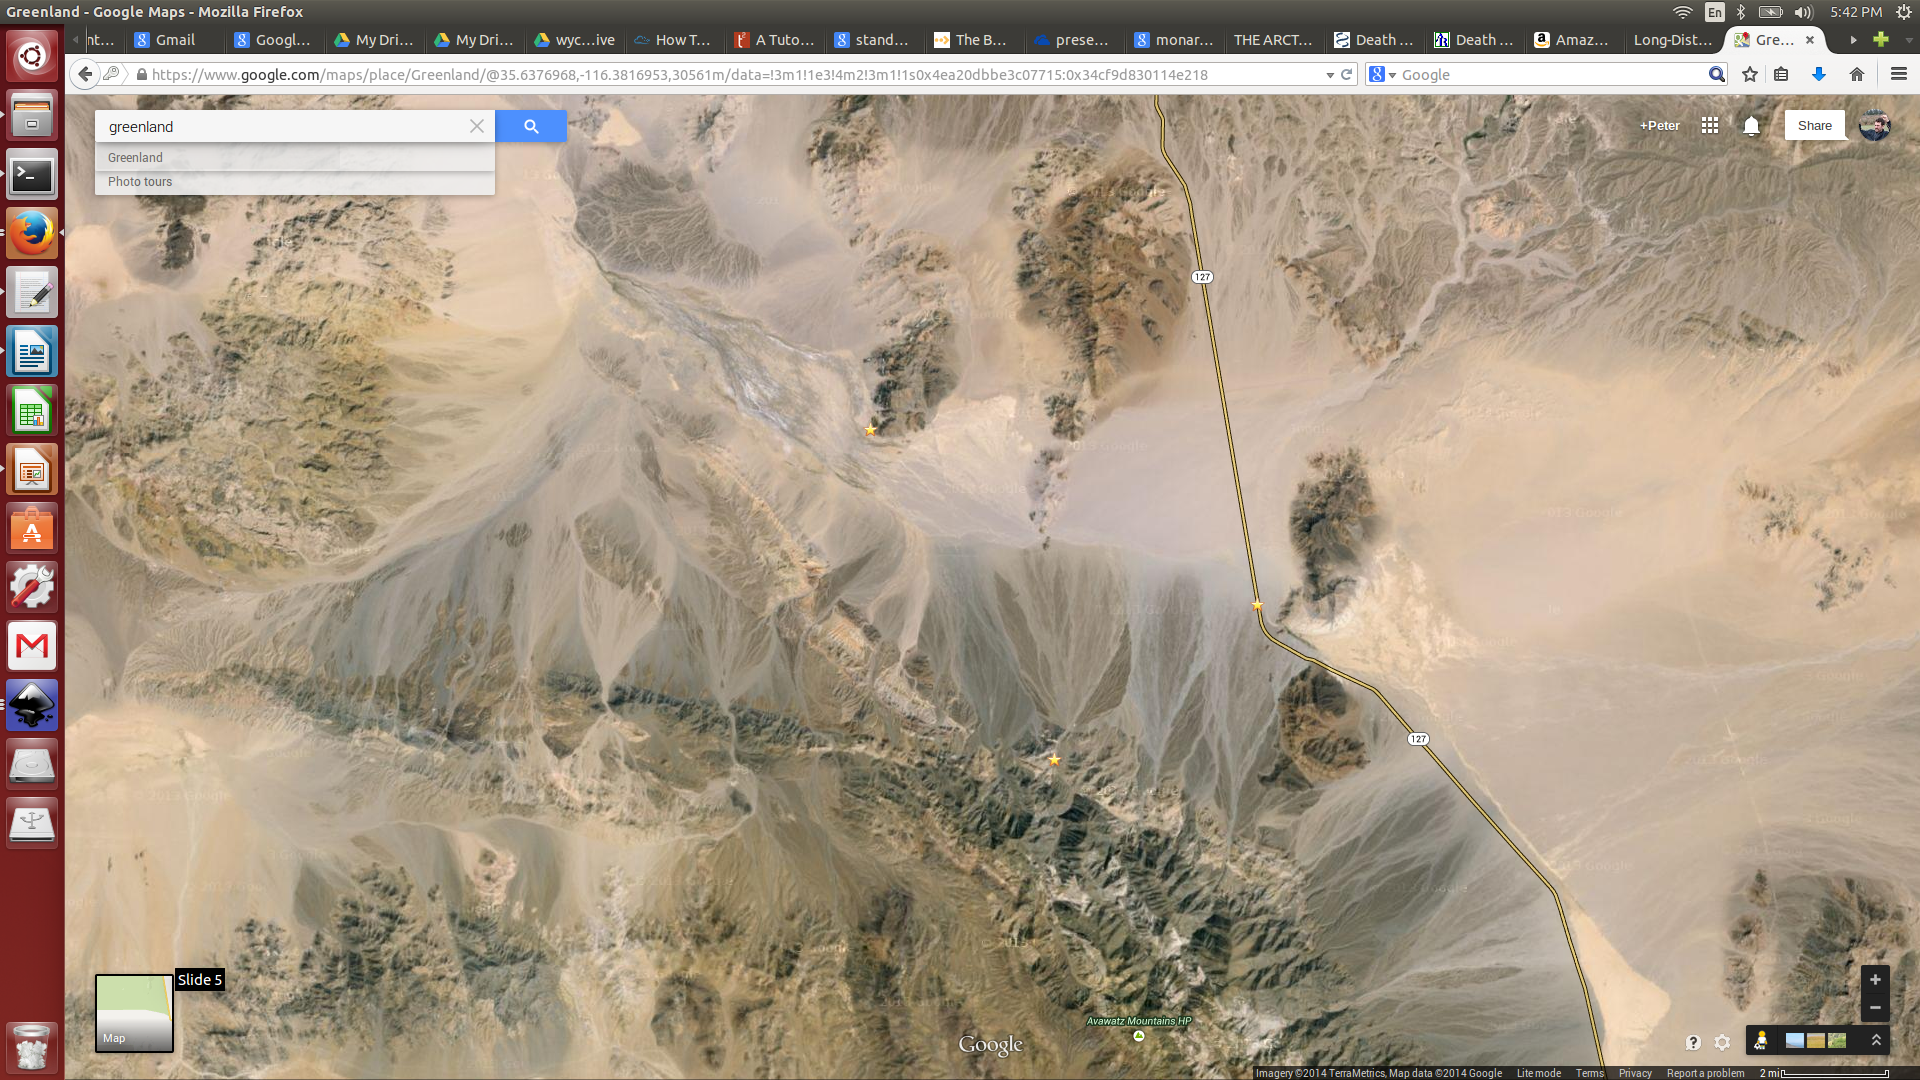 Greenland - Google Maps - Mozilla Firefox
En
5:42 PM
nt...
Gmail
Googl...
My Dri...
My Dri...
wyc...ive
How T...
A Tuto...
stand...
The B...
prese...
monar...
THE ARCT...
Death ...
Death ...
Amaz...
Long-Dist...
Gre...
https://www.google.com/maps/place/Greenland/@35.6376968,-116.3816953,30561m/data=!3m1!1e3!4m2!3m1!1s0x4ea20dbbe3c07715:0x34cf9d830114e218
Google
greenland
Greenland
Photo tours
+Peter
Share
127
127
Slide 5
Map
Avawatz Mountains HP
Google
Imagery ©2014 TerraMetrics, Map data ©2014 Google
Lite mode
Terms
Privacy
Report a problem
2 mi